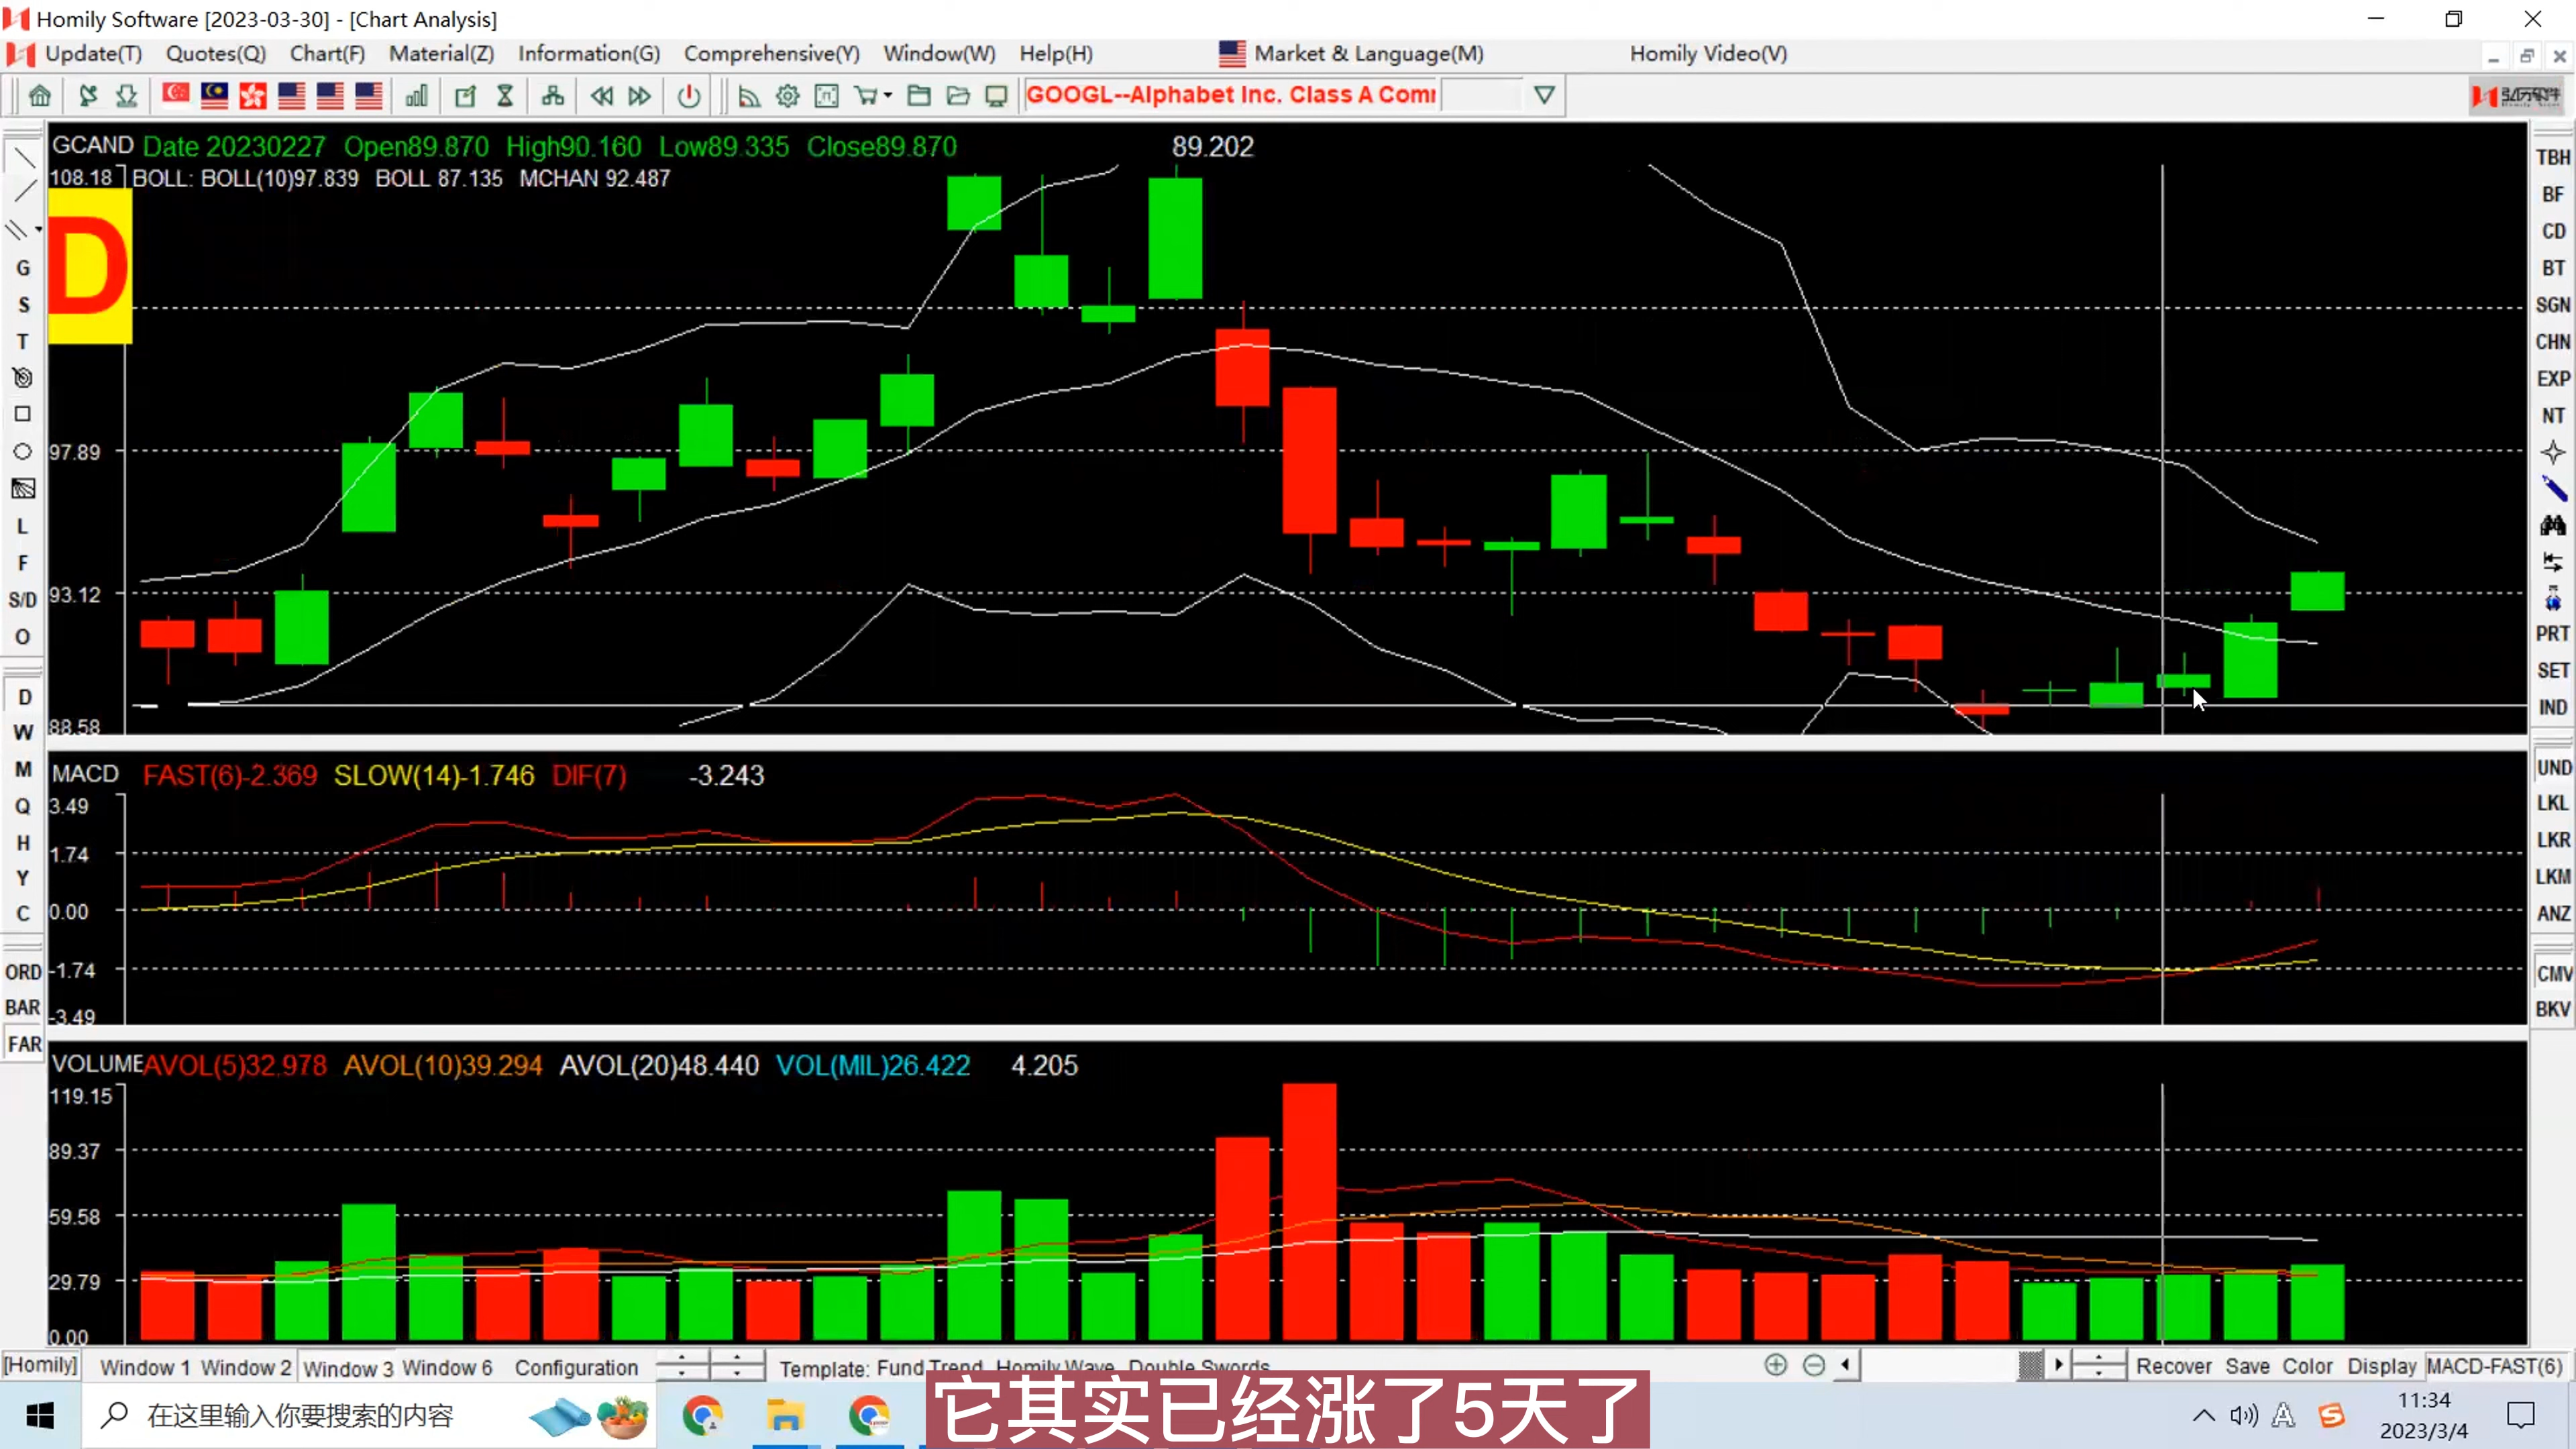 Homily Software [2023-03-30] - [Chart Analysis]
Update(T) Quotes(Q) Chart(F) Material(Z) Information(G) Comprehensive(Y) Window(W) Help(H) Market & Language(M) Homily Video(V)
GOOGL--Alphabet Inc. Class A Com
弘历软件
GCAND Date 20230227 Open89.870 High90.160 Low89.335 Close89.870 89.202
108.18 BOLL: BOLL(10)97.839 BOLL 87.135 MCHAN 92.487
D
97.89
93.12
88.58
MACD FAST(6)-2.369 SLOW(14)-1.746 DIF(7) -3.243
3.49
1.74
0.00
-1.74
-3.49
VOLUME AVOL(5)32.978 AVOL(10)39.294 AVOL(20)48.440 VOL(MIL)26.422 4.205
119.15
89.37
59.58
29.79
0.00
G
S
T
L
F
S/D
O
D
W
M
Q
H
Y
C
ORD
BAR
FAR
TBH
BF
CD
BT
SGN
CHN
EXP
NT
PRT
SET
IND
UND
LKL
LKR
LKM
ANZ
CMV
BKV
[Homily] Window 1 Window 2 Window 3 Window 6 Configuration Template: Fund Trend Homily Wave Double Swords Recover Save Color Display MACD-FAST(6)
在这里输入你要搜索的内容
它其实已经涨了5天了
11:34
2023/3/4